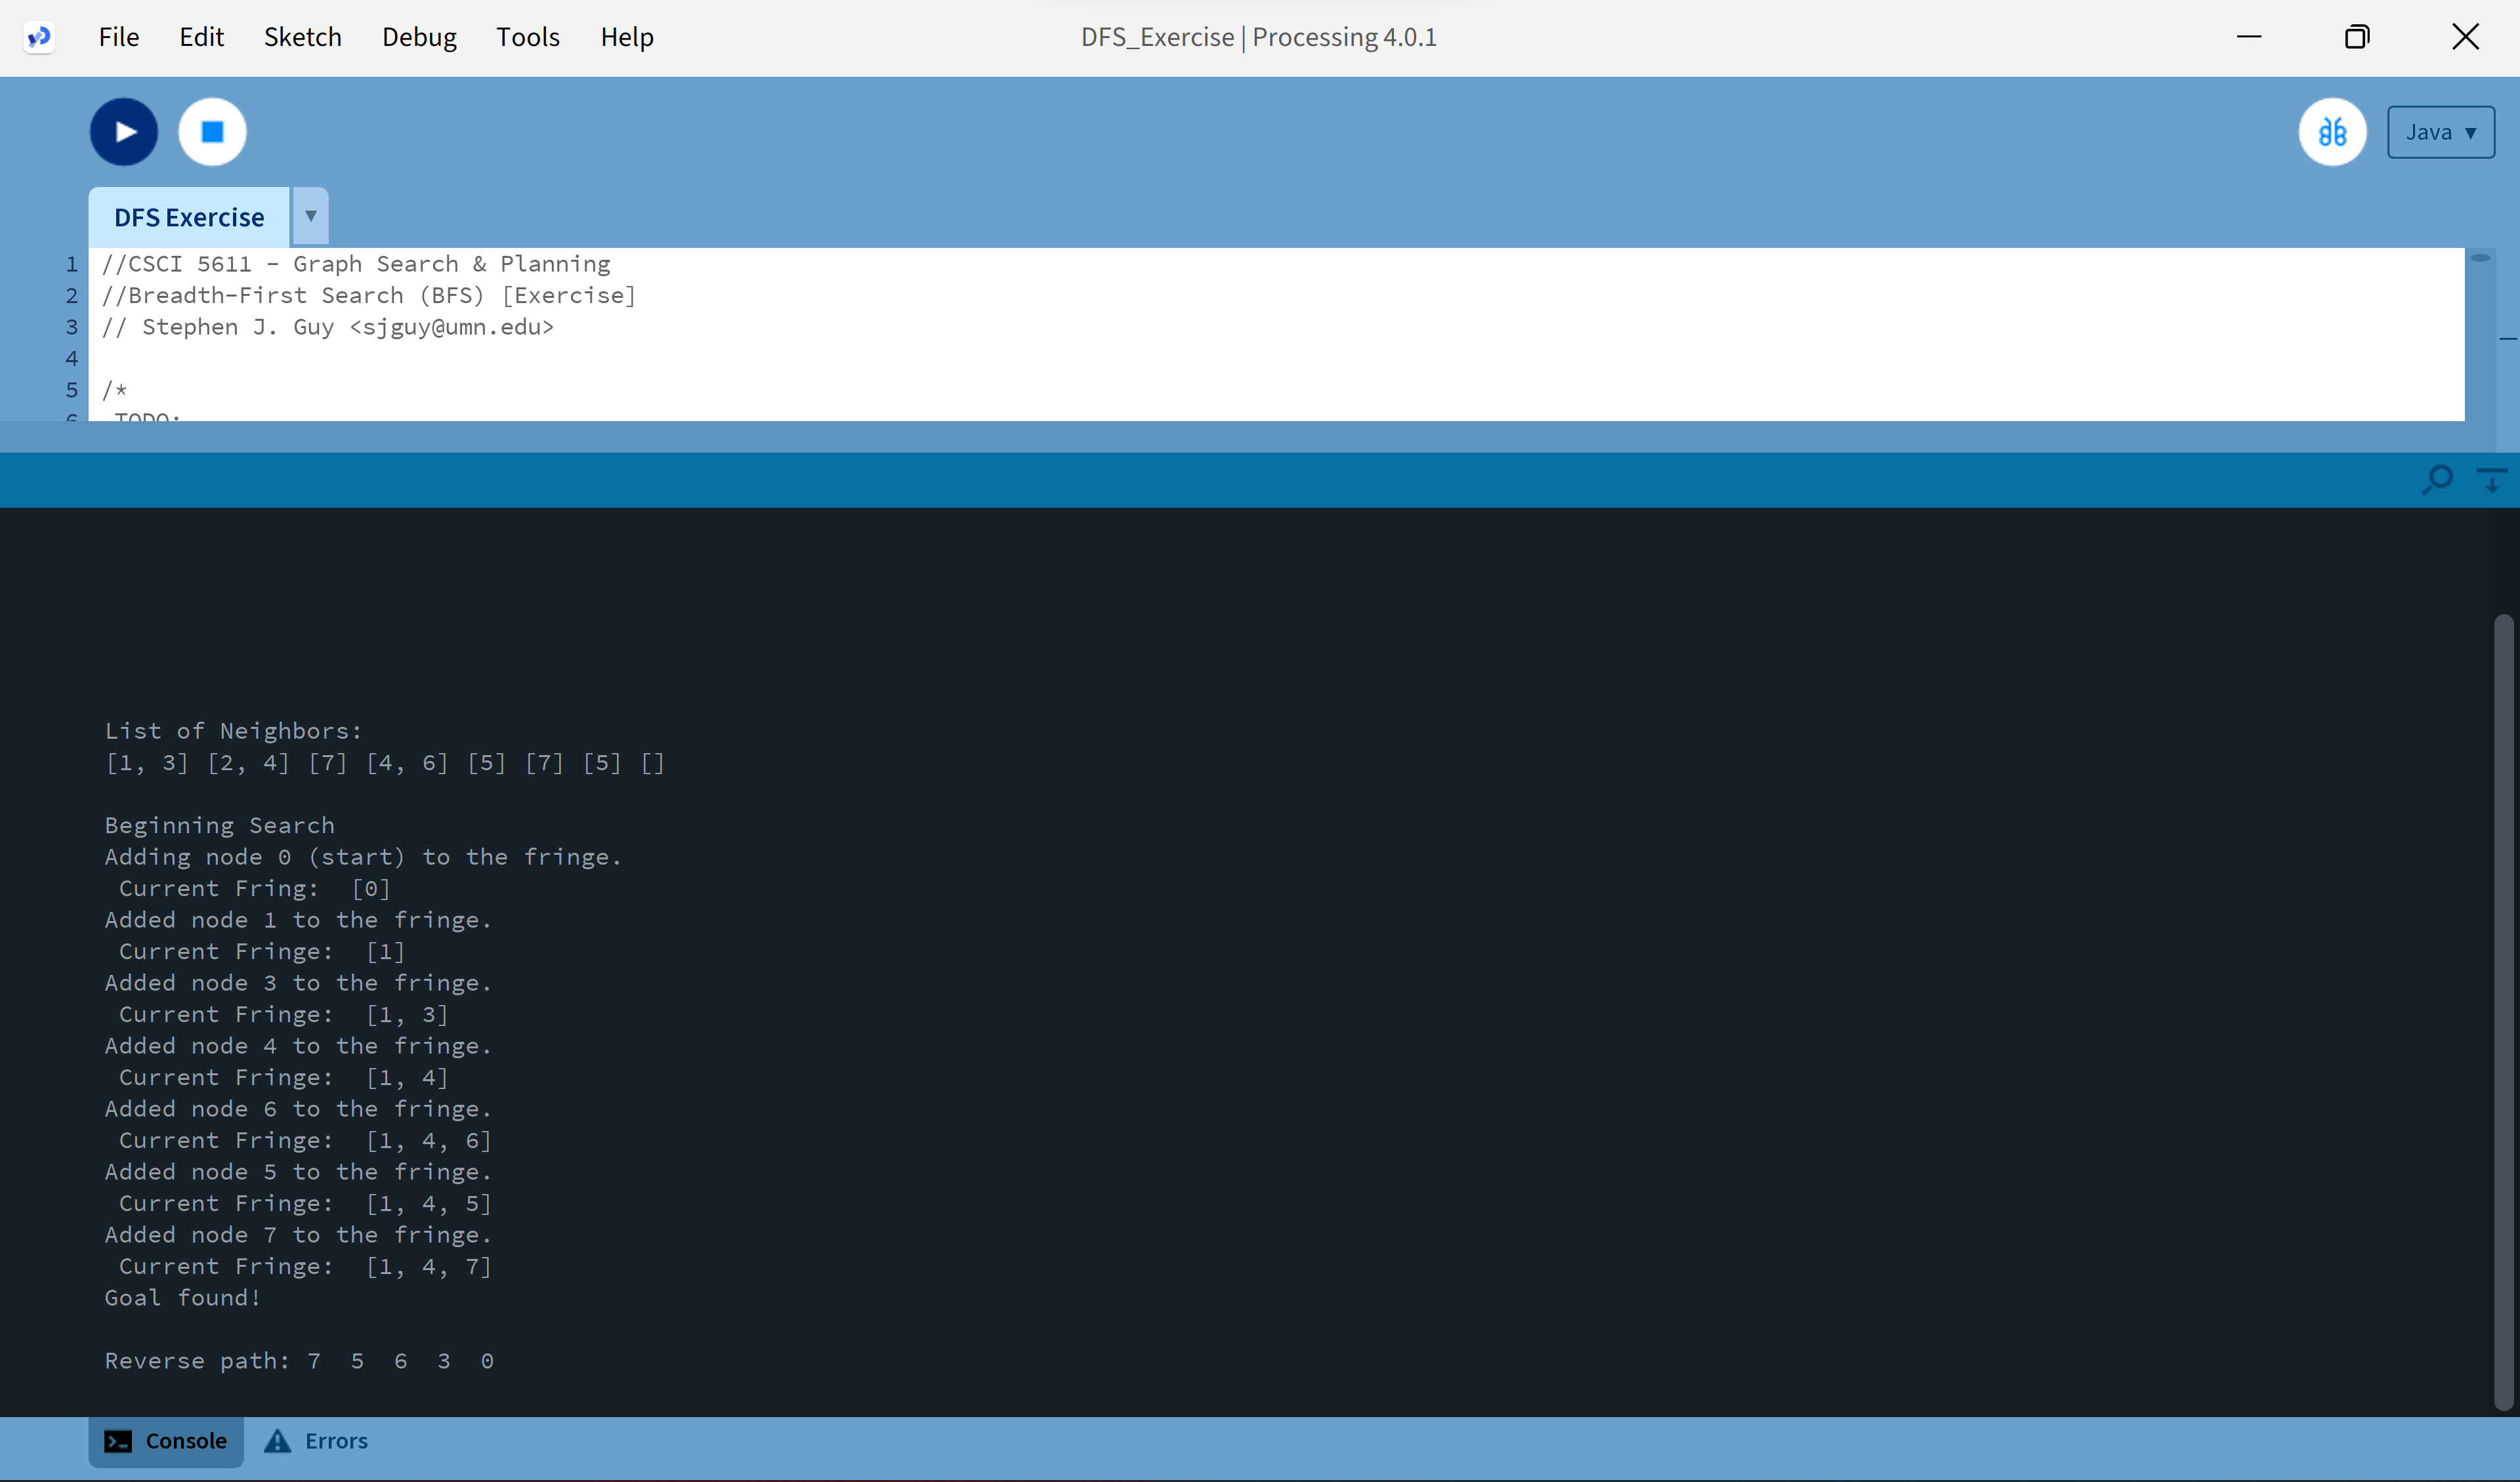 File Edit Sketch Debug Tools Help DFS_Exercise | Processing 4.0.1
Java ▼
DFS Exercise ▼
1 //CSCI 5611 - Graph Search & Planning
2 //Breadth-First Search (BFS) [Exercise]
3 // Stephen J. Guy <sjguy@umn.edu>
4
5 /*
6 TODO:
List of Neighbors:
[1, 3] [2, 4] [7] [4, 6] [5] [7] [5] []
Beginning Search
Adding node 0 (start) to the fringe.
Current Fring: [0]
Added node 1 to the fringe.
Current Fringe: [1]
Added node 3 to the fringe.
Current Fringe: [1, 3]
Added node 4 to the fringe.
Current Fringe: [1, 4]
Added node 6 to the fringe.
Current Fringe: [1, 4, 6]
Added node 5 to the fringe.
Current Fringe: [1, 4, 5]
Added node 7 to the fringe.
Current Fringe: [1, 4, 7]
Goal found!
Reverse path: 7 5 6 3 0
Console Errors